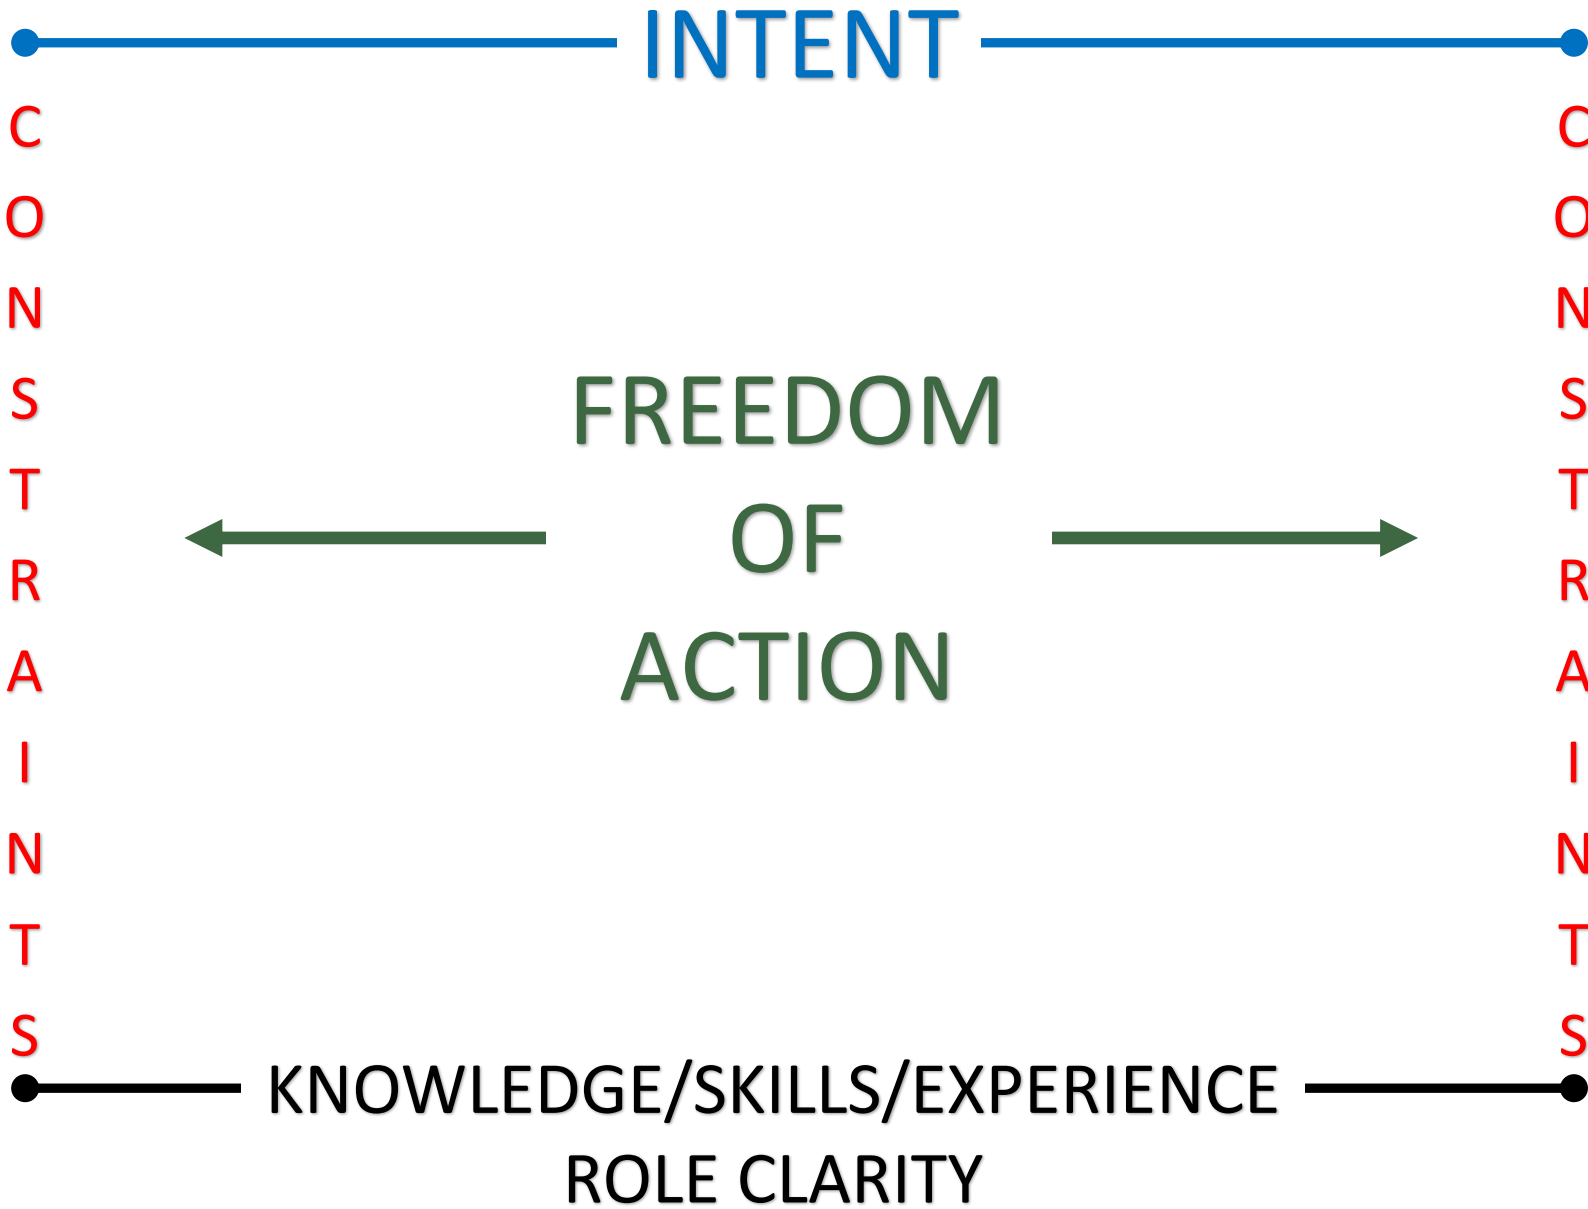 INTENT
CONSTRAINTS
FREEDOM
OF
ACTION
CONSTRAINTS
KNOWLEDGE/SKILLS/EXPERIENCE
ROLE CLARITY